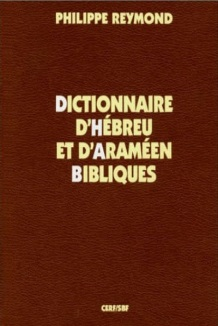 PHILIPPE REYMOND
DICTIONNAIRE
D'HÉBREU
ET D'ARAMÉEN
BIBLIQUES
CERF/SBF